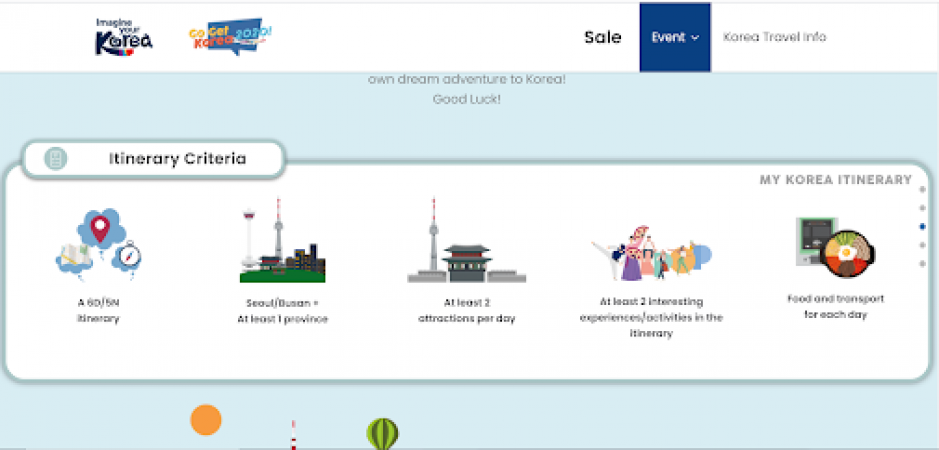 Imagine
your
Korea
Go Get
Korea 2020!
Sale
Event
Korea Travel Info
own dream adventure to Korea!
Good Luck!
Itinerary Criteria
MY KOREA ITINERARY
A 6D/5N
itinerary
Seoul/Busan +
At least 1 province
At least 2
attractions per day
At least 2 interesting
experiences/activities in the
itinerary
Food and transport
for each day